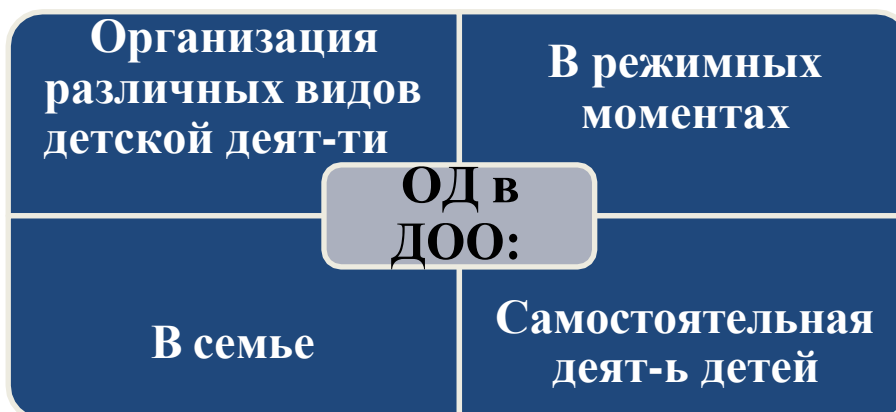 Организация
различных видов
детской деят-ти
В режимных
моментах
ОД в
ДОО:
В семье
Самостоятельная
деят-ь детей